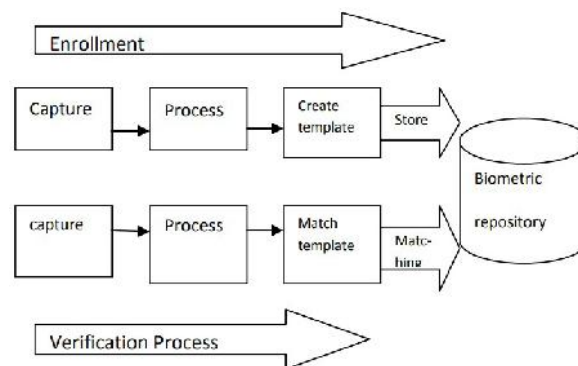 Enrollment
Capture
Process
Create
template
Store
Biometric
repository
capture
Process
Match
template
Matc-
hing
Verification Process